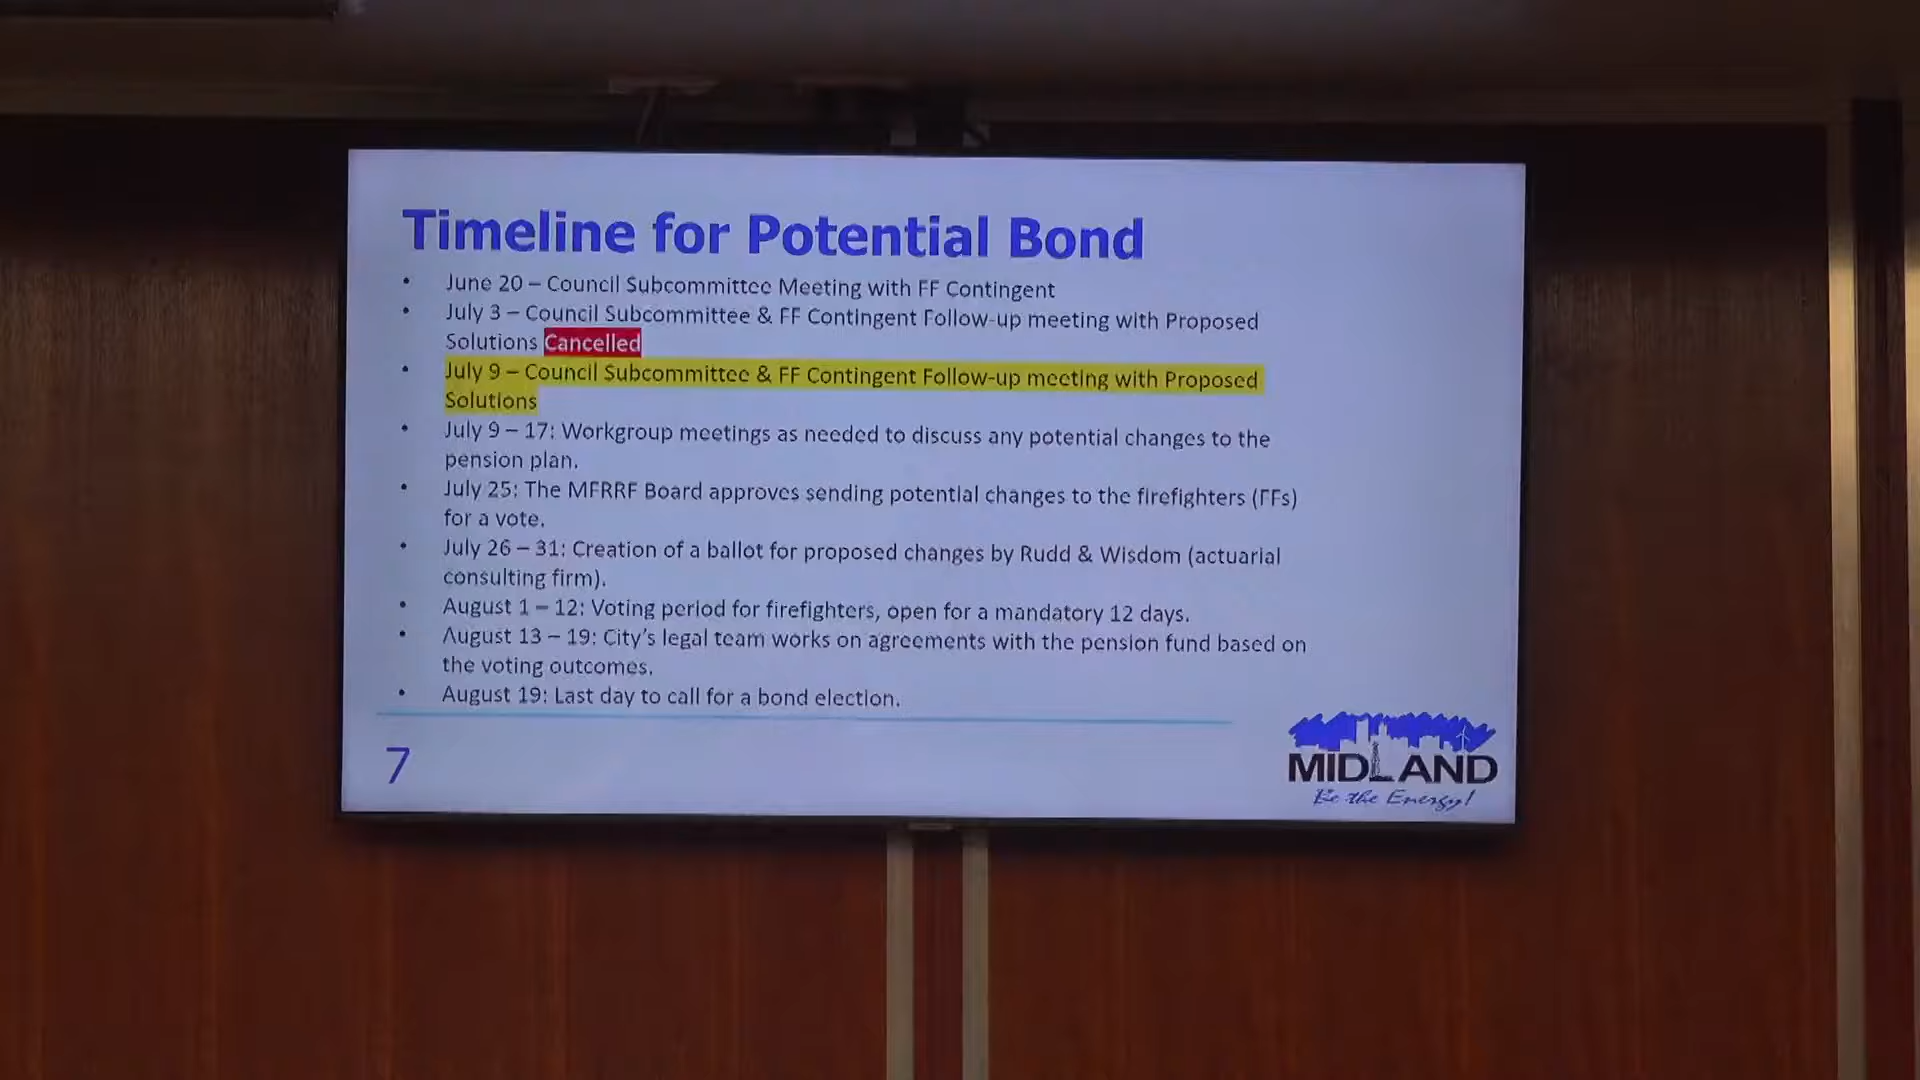 Timeline for Potential Bond
• June 20 – Council Subcommittee Meeting with FF Contingent
• July 3 – Council Subcommittee & FF Contingent Follow-up meeting with Proposed
Solutions Cancelled
• July 9 – Council Subcommittee & FF Contingent Follow-up meeting with Proposed
Solutions
• July 9 – 17: Workgroup meetings as needed to discuss any potential changes to the
pension plan.
• July 25: The MFRRF Board approves sending potential changes to the firefighters (FFs)
for a vote.
• July 26 – 31: Creation of a ballot for proposed changes by Rudd & Wisdom (actuarial
consulting firm).
• August 1 – 12: Voting period for firefighters, open for a mandatory 12 days.
• August 13 – 19: City's legal team works on agreements with the pension fund based on
the voting outcomes.
• August 19: Last day to call for a bond election.
7
MIDLAND
Be the Energy!